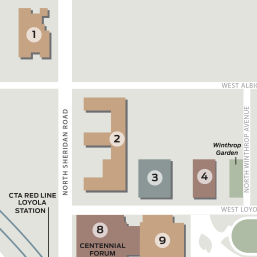 1
WEST ALBI
NORTH SHERIDAN ROAD
2
Winthrop
Garden
NORTH WINTHROP AVENUE
3
4
CTA RED LINE
LOYOLA
STATION
WEST LOYO
8
CENTENNIAL
FORUM
9